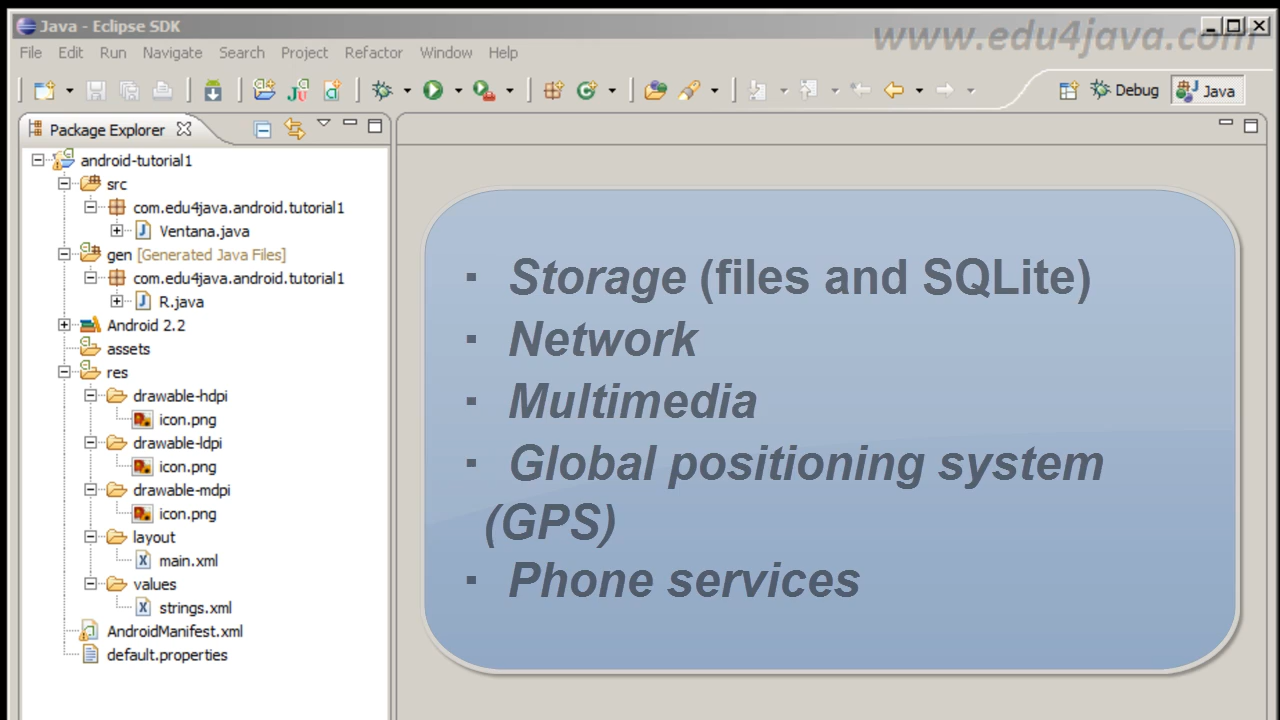 Java - Eclipse SDK
www.edu4java.com
File Edit Run Navigate Search Project Refactor Window Help
Debug Java
Package Explorer
android-tutorial1
src
com.edu4java.android.tutorial1
Ventana.java
gen [Generated Java Files]
com.edu4java.android.tutorial1
R.java
Android 2.2
assets
res
drawable-hdpi
icon.png
drawable-ldpi
icon.png
drawable-mdpi
icon.png
layout
main.xml
values
strings.xml
AndroidManifest.xml
default.properties
▪ Storage (files and SQLite)
▪ Network
▪ Multimedia
▪ Global positioning system
(GPS)
▪ Phone services